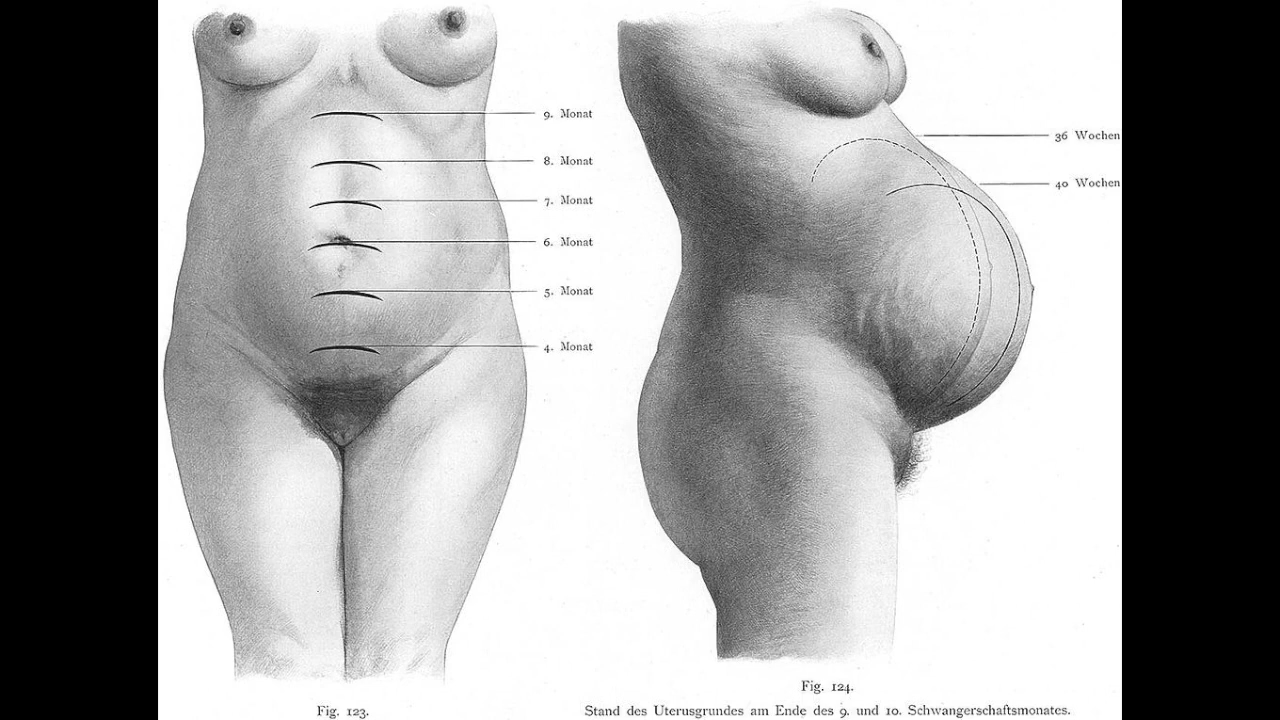 9. Monat
8. Monat
7. Monat
6. Monat
5. Monat
4. Monat
36 Wochen
40 Wochen
Fig. 123.
Fig. 124.
Stand des Uterusgrundes am Ende des 9. und 10. Schwangerschaftsmonates.